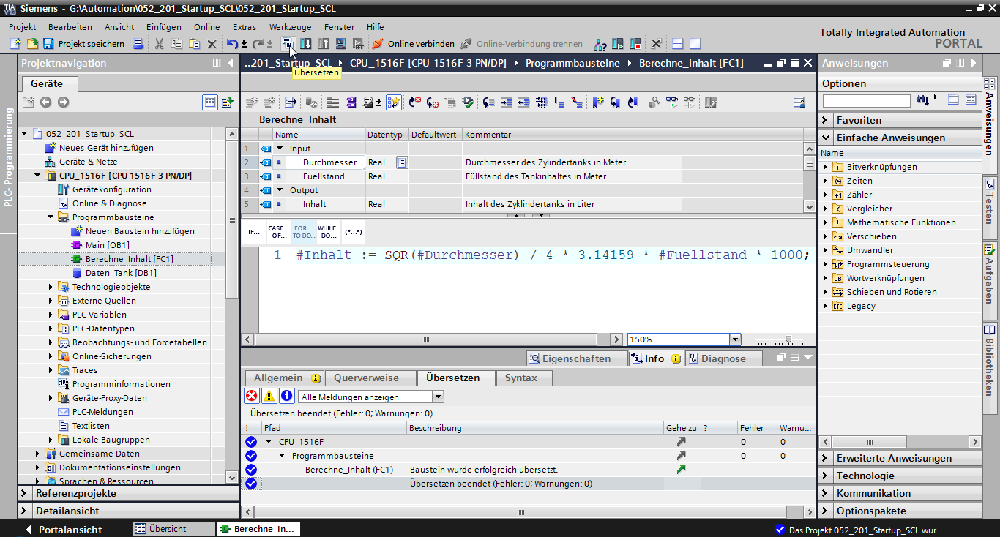 TIA
V13
Siemens - G:\Automation\052_201_Startup_SCL\052_201_Startup_SCL
Projekt Bearbeiten Ansicht Einfügen Online Extras Werkzeuge Fenster Hilfe
Totally Integrated Automation
PORTAL
Projekt speichern
Online verbinden
Online-Verbindung trennen
Übersetzen
Projektnavigation
...201_Startup_SCL CPU_1516F [CPU 1516F-3 PN/DP] Programmbausteine Berechne_Inhalt [FC1]
Anweisungen
Geräte
PLC-Programmierung
052_201_Startup_SCL
Neues Gerät hinzufügen
Geräte & Netze
CPU_1516F [CPU 1516F-3 PN/DP]
Gerätekonfiguration
Online & Diagnose
Programmbausteine
Neuen Baustein hinzufügen
Main [OB1]
Berechne_Inhalt [FC1]
Daten_Tank [DB1]
Technologieobjekte
Externe Quellen
PLC-Variablen
PLC-Datentypen
Beobachtungs- und Forcetabellen
Online-Sicherungen
Traces
Programminformationen
Geräte-Proxy-Daten
PLC-Meldungen
Textlisten
Lokale Baugruppen
Gemeinsame Daten
Dokumentationseinstellungen
Sprachen & Ressourcen
Referenzprojekte
Detailansicht
Berechne_Inhalt
Name Datentyp Defaultwert Kommentar
1 Input
2 Durchmesser Real Durchmesser des Zylindertanks in Meter
3 Fuellstand Real Füllstand des Tankinhaltes in Meter
4 Output
5 Inhalt Real Inhalt des Zyklindertanks in Liter
IF... CASE... OF... FOR... TO DO.. WHILE.. DO... (*...*)
1 #Inhalt := SQR(#Durchmesser) / 4 * 3.14159 * #Fuellstand * 1000;
150%
Eigenschaften Info Diagnose
Allgemein Querverweise Übersetzen Syntax
Alle Meldungen anzeigen
Übersetzen beendet (Fehler: 0; Warnungen: 0)
! Pfad Beschreibung Gehe zu ? Fehler Warnu...
CPU_1516F 0 0
Programmbausteine 0 0
Berechne_Inhalt (FC1) Baustein wurde erfolgreich übersetzt.
Übersetzen beendet (Fehler: 0; Warnungen: 0)
Optionen
Favoriten
Einfache Anweisungen
Name
Bitverknüpfungen
Zeiten
Zähler
Vergleicher
Mathematische Funktionen
Verschieben
Umwandler
Programmsteuerung
Wortverknüpfungen
Schieben und Rotieren
Legacy
Erweiterte Anweisungen
Technologie
Kommunikation
Optionspakete
Anweisungen
Testen
Aufgaben
Bibliotheken
Portalansicht
Übersicht
Berechne_In...
Das Projekt 052_201_Startup_SCL wur...